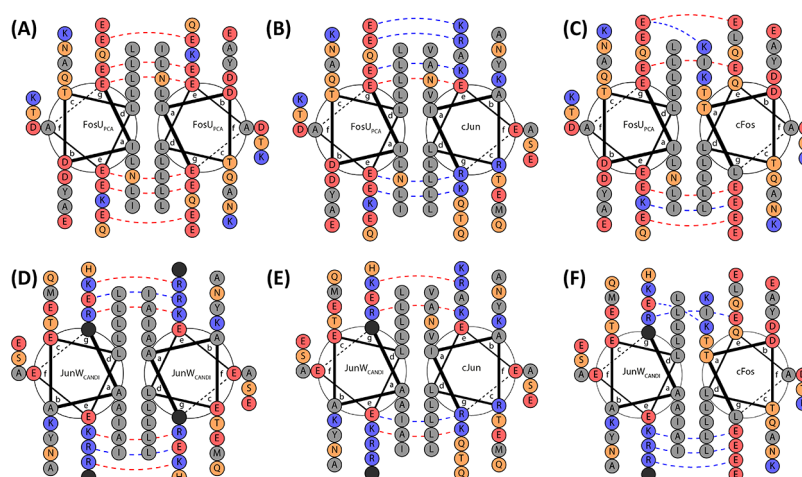 (A)
K N A Q T
E E Q E E
L L L L L
I L N L I
Q E K E E
E A Y D D
K T D A
FosU PCA
c g d a e b f
FosU PCA
A D T K
D D Y A E
E E K E Q
I L N L I
L L L L L
E E Q E E
T Q A N K
(B)
K N A Q T
E E Q E E
L L L L L
V A N V I
K R A K E
A N Y K A
K T D A
FosU PCA
cJun
E A S E
D D Y A E
E E K E Q
I L N L I
L L L L L
R K Q T Q
R T E M Q
(C)
K N A Q T
E E Q E E
L L L L L
K I K T T
E L Q E Q
E A Y D D
K T D A
FosU PCA
cFos
A D T K
D D Y A E
E E K E Q
I L N L I
L L L L
L E E E E
T Q A N K
(D)
Q M E T E
H K E R
L L L L L
I A I A A
R R K E
A N Y K A
E S A E
JunW CANDI
JunW CANDI
E A S E
A K Y N A
E K R R
A A I A I
L L L L L
R E K H
E T E M Q
(E)
Q M E T E
H K E R
L L L L L
V A N V I
K R A K E
A N Y K A
E S A E
JunW CANDI
cJun
E A S E
A K Y N A
E K R R
A A I A I
L L L L L
R K Q T Q
R T E M Q
(F)
Q M E T E
H K E R
L L L L L
K I K T T
E L Q E Q
E A Y D D
E S A E
JunW CANDI
cFos
A D T K
A K Y N A
E K R R
A A I A I
L L L L
L E E E E
T Q A N K